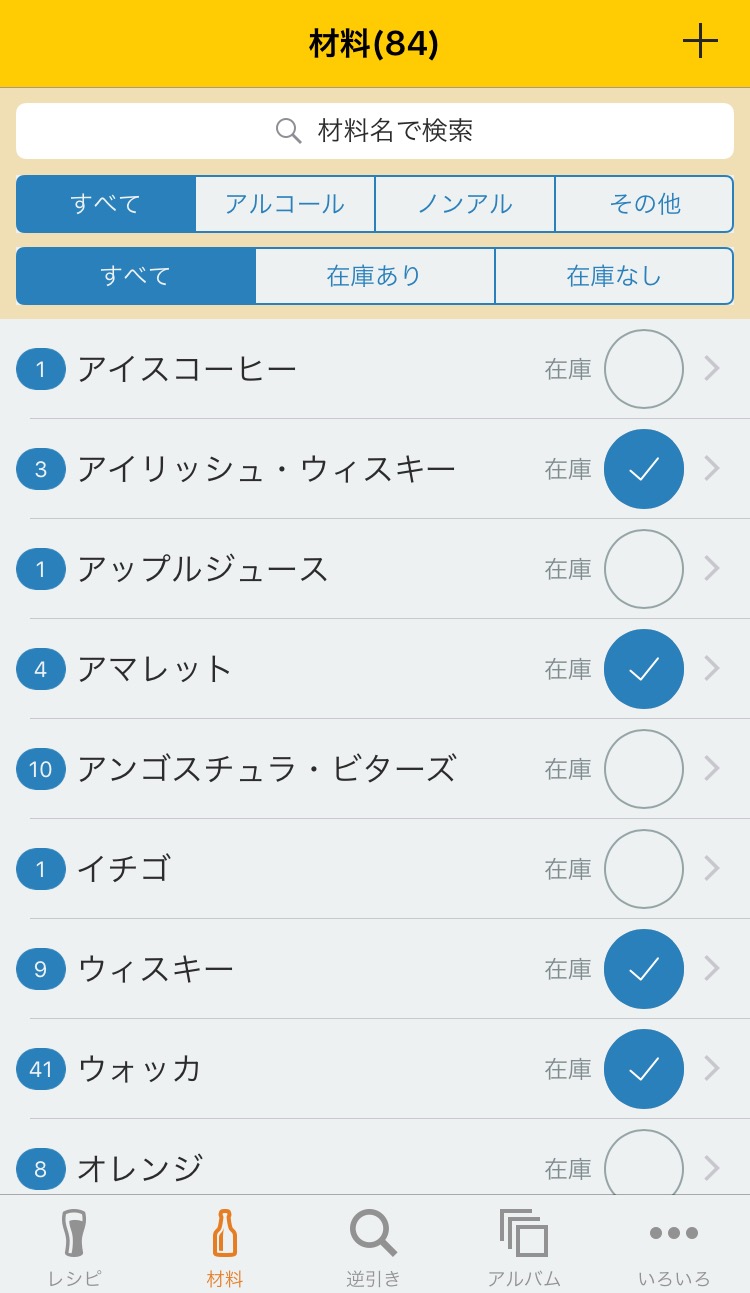 材料(84)
材料名で検索
すべて アルコール ノンアル その他
すべて 在庫あり 在庫なし
1 アイスコーヒー 在庫
3 アイリッシュ・ウィスキー 在庫
1 アップルジュース 在庫
4 アマレット 在庫
10 アンゴスチュラ・ビターズ 在庫
1 イチゴ 在庫
9 ウィスキー 在庫
41 ウォッカ 在庫
8 オレンジ 在庫
レシピ 材料 逆引き アルバム いろいろ